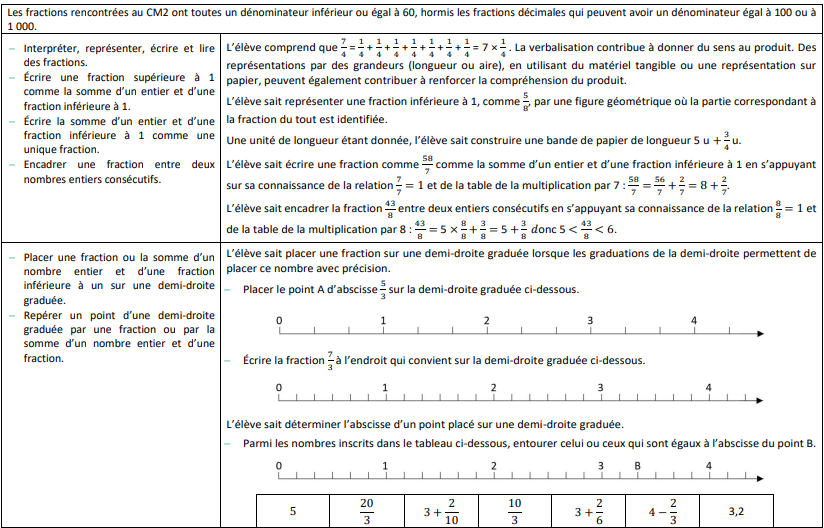 Les fractions rencontrées au CM2 ont toutes un dénominateur inférieur ou égal à 60, hormis les fractions décimales qui peuvent avoir un dénominateur égal à 100 ou à
1 000.
– Interpréter, représenter, écrire et lire
des fractions.
– Écrire une fraction supérieure à 1
comme la somme d’un entier et d’une
fraction inférieure à 1.
– Écrire la somme d’un entier et d’une
fraction inférieure à 1 comme une
unique fraction.
– Encadrer une fraction entre deux
nombres entiers consécutifs.
L’élève comprend que 7/4 = 1/4 + 1/4 + 1/4 + 1/4 + 1/4 + 1/4 + 1/4 = 7 × 1/4 . La verbalisation contribue à donner du sens au produit. Des
représentations par des grandeurs (longueur ou aire), en utilisant du matériel tangible ou une représentation sur
papier, peuvent également contribuer à renforcer la compréhension du produit.
L’élève sait représenter une fraction inférieure à 1, comme 5/8, par une figure géométrique où la partie correspondant à
la fraction du tout est identifiée.
Une unité de longueur étant donnée, l’élève sait construire une bande de papier de longueur 5 u + 3/4 u.
L’élève sait écrire une fraction comme 58/7 comme la somme d’un entier et d’une fraction inférieure à 1 en s’appuyant
sur sa connaissance de la relation 7/7 = 1 et de la table de la multiplication par 7 : 58/7 = 56/7 + 2/7 = 8 + 2/7.
L’élève sait encadrer la fraction 43/8 entre deux entiers consécutifs en s’appuyant sa connaissance de la relation 8/8 = 1 et
de la table de la multiplication par 8 : 43/8 = 5 × 8/8 + 3/8 = 5 + 3/8 donc 5 < 43/8 < 6.
– Placer une fraction ou la somme d’un
nombre entier et d’une fraction
inférieure à un sur une demi-droite
graduée.
– Repérer un point d’une demi-droite
graduée par une fraction ou par la
somme d’un nombre entier et d’une
fraction.
L’élève sait placer une fraction sur une demi-droite graduée lorsque les graduations de la demi-droite permettent de
placer ce nombre avec précision.
– Placer le point A d’abscisse 5/3 sur la demi-droite graduée ci-dessous.
0 1 2 3 4
– Écrire la fraction 7/3 à l’endroit qui convient sur la demi-droite graduée ci-dessous.
0 1 2 3 4
L’élève sait déterminer l’abscisse d’un point placé sur une demi-droite graduée.
– Parmi les nombres inscrits dans le tableau ci-dessous, entourer celui ou ceux qui sont égaux à l’abscisse du point B.
0 1 2 3 B 4
5 20/3 3 + 2/10 10/3 3 + 2/6 4 − 2/3 3,2